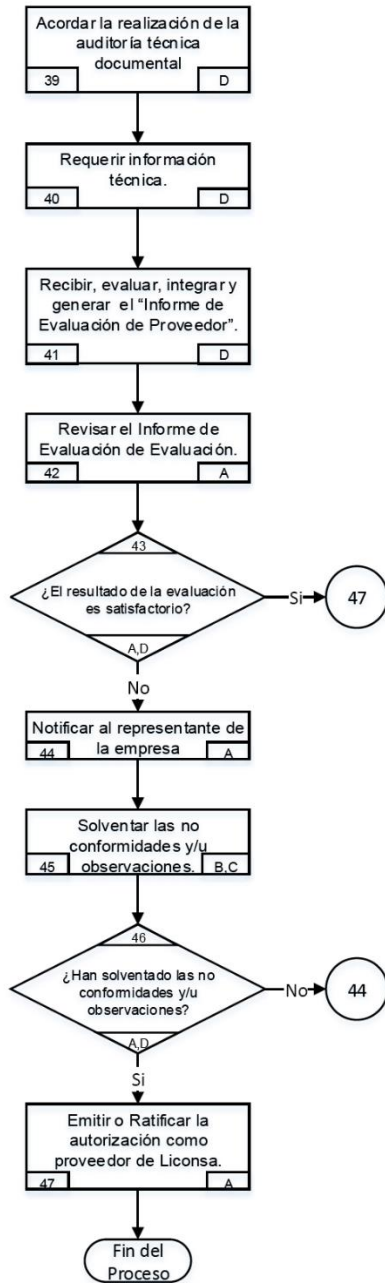 Acordar la realización de la
auditoría técnica
documental
39 D
Requerir información
técnica.
40 D
Recibir, evaluar, integrar y
generar el “Informe de
Evaluación de Proveedor”.
41 D
Revisar el Informe de
Evaluación de Evaluación.
42 A
43
¿El resultado de la evaluación
es satisfactorio?
A,D
Si
47
No
Notificar al representante de
la empresa
44 A
Solventar las no
conformidades y/u
observaciones.
45 B,C
46
¿Han solventado las no
conformidades y/u
observaciones?
A,D
No
44
Si
Emitir o Ratificar la
autorización como
proveedor de Liconsa.
47 A
Fin del
Proceso